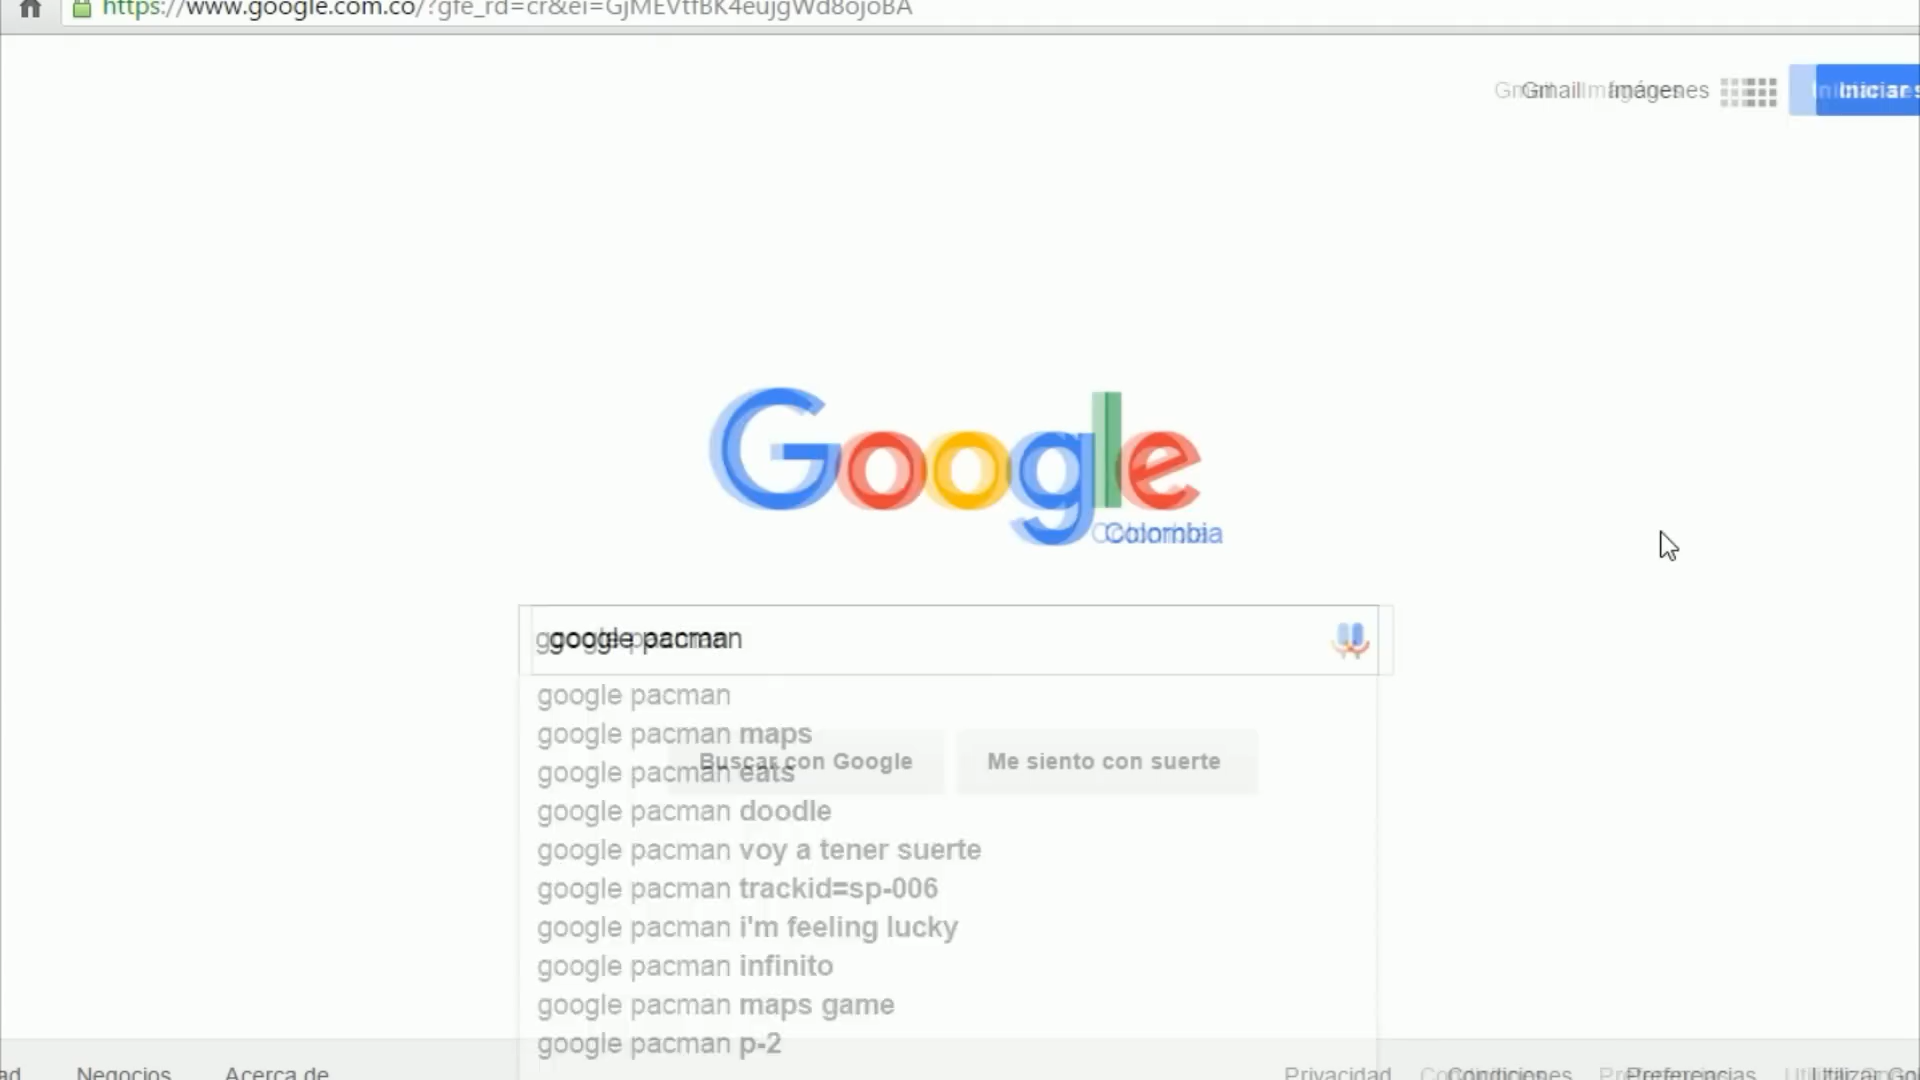 https://www.google.com.co/?gfe_rd=cr&ei=GjMEVtfBK4eujgWd8ojoBA
Gmail Imágenes Iniciar s
Google
Colombia
google pacman
google pacman
google pacman maps
google pacman eats
Buscar con Google Me siento con suerte
google pacman doodle
google pacman voy a tener suerte
google pacman trackid=sp-006
google pacman i'm feeling lucky
google pacman infinito
google pacman maps game
google pacman p-2
ad Negocios Acerca de Privacidad Condiciones Preferencias Utilizar Go